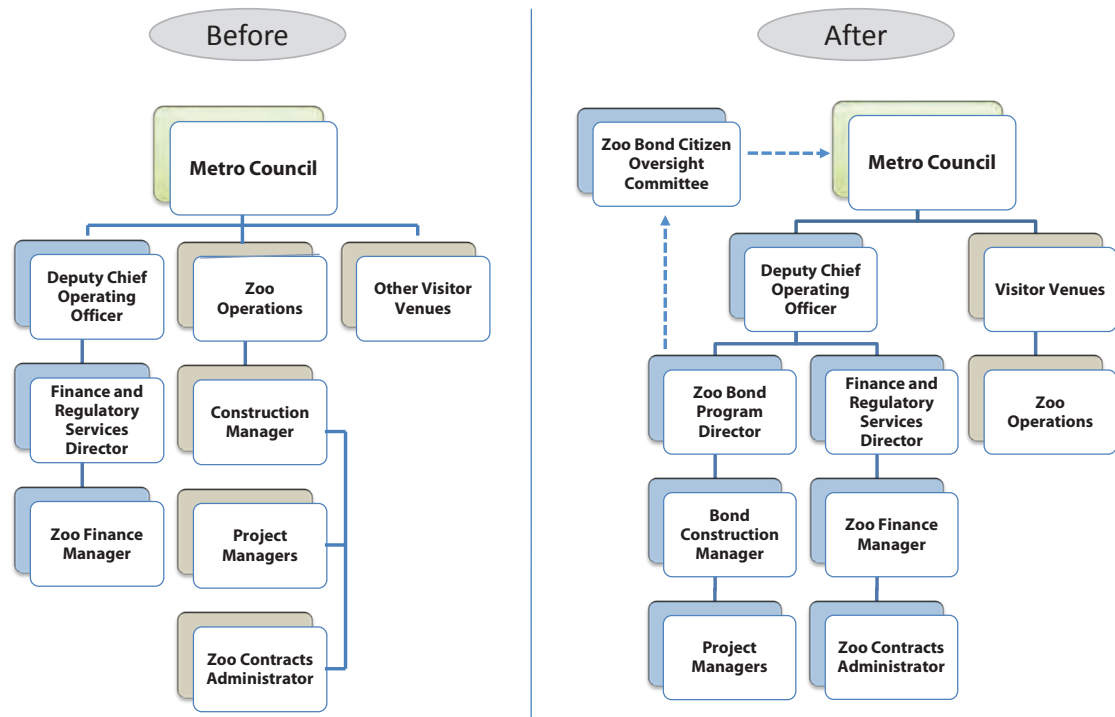 Before
Metro Council
Deputy Chief
Operating
Officer
Zoo
Operations
Other Visitor
Venues
Finance and
Regulatory
Services
Director
Construction
Manager
Zoo Finance
Manager
Project
Managers
Zoo Contracts
Administrator
After
Zoo Bond Citizen
Oversight
Committee
Metro Council
Deputy Chief
Operating
Officer
Visitor Venues
Zoo Bond
Program
Director
Finance and
Regulatory
Services
Director
Zoo
Operations
Bond
Construction
Manager
Zoo Finance
Manager
Project
Managers
Zoo Contracts
Administrator